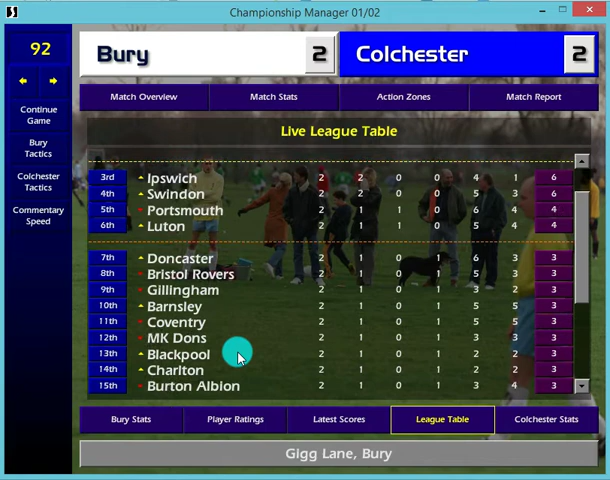 Championship Manager 01/02
92
Bury 2 Colchester 2
Match Overview Match Stats Action Zones Match Report
Continue Game
Bury Tactics
Colchester Tactics
Commentary Speed
Live League Table
3rd Ipswich 2 2 0 0 4 1 6
4th Swindon 2 2 0 0 5 3 6
5th Portsmouth 2 1 1 0 6 4 4
6th Luton 2 1 1 0 5 4 4
7th Doncaster 2 1 0 1 6 3 3
8th Bristol Rovers 2 1 0 1 5 3 3
9th Gillingham 2 1 0 1 5 2 3
10th Barnsley 2 1 0 1 5 5 3
11th Coventry 2 1 0 1 5 5 3
12th MK Dons 2 1 0 1 3 3 3
13th Blackpool 2 1 0 1 2 2 3
14th Charlton 2 1 0 1 2 2 3
15th Burton Albion 2 1 0 1 3 4 3
Bury Stats Player Ratings Latest Scores League Table Colchester Stats
Gigg Lane, Bury